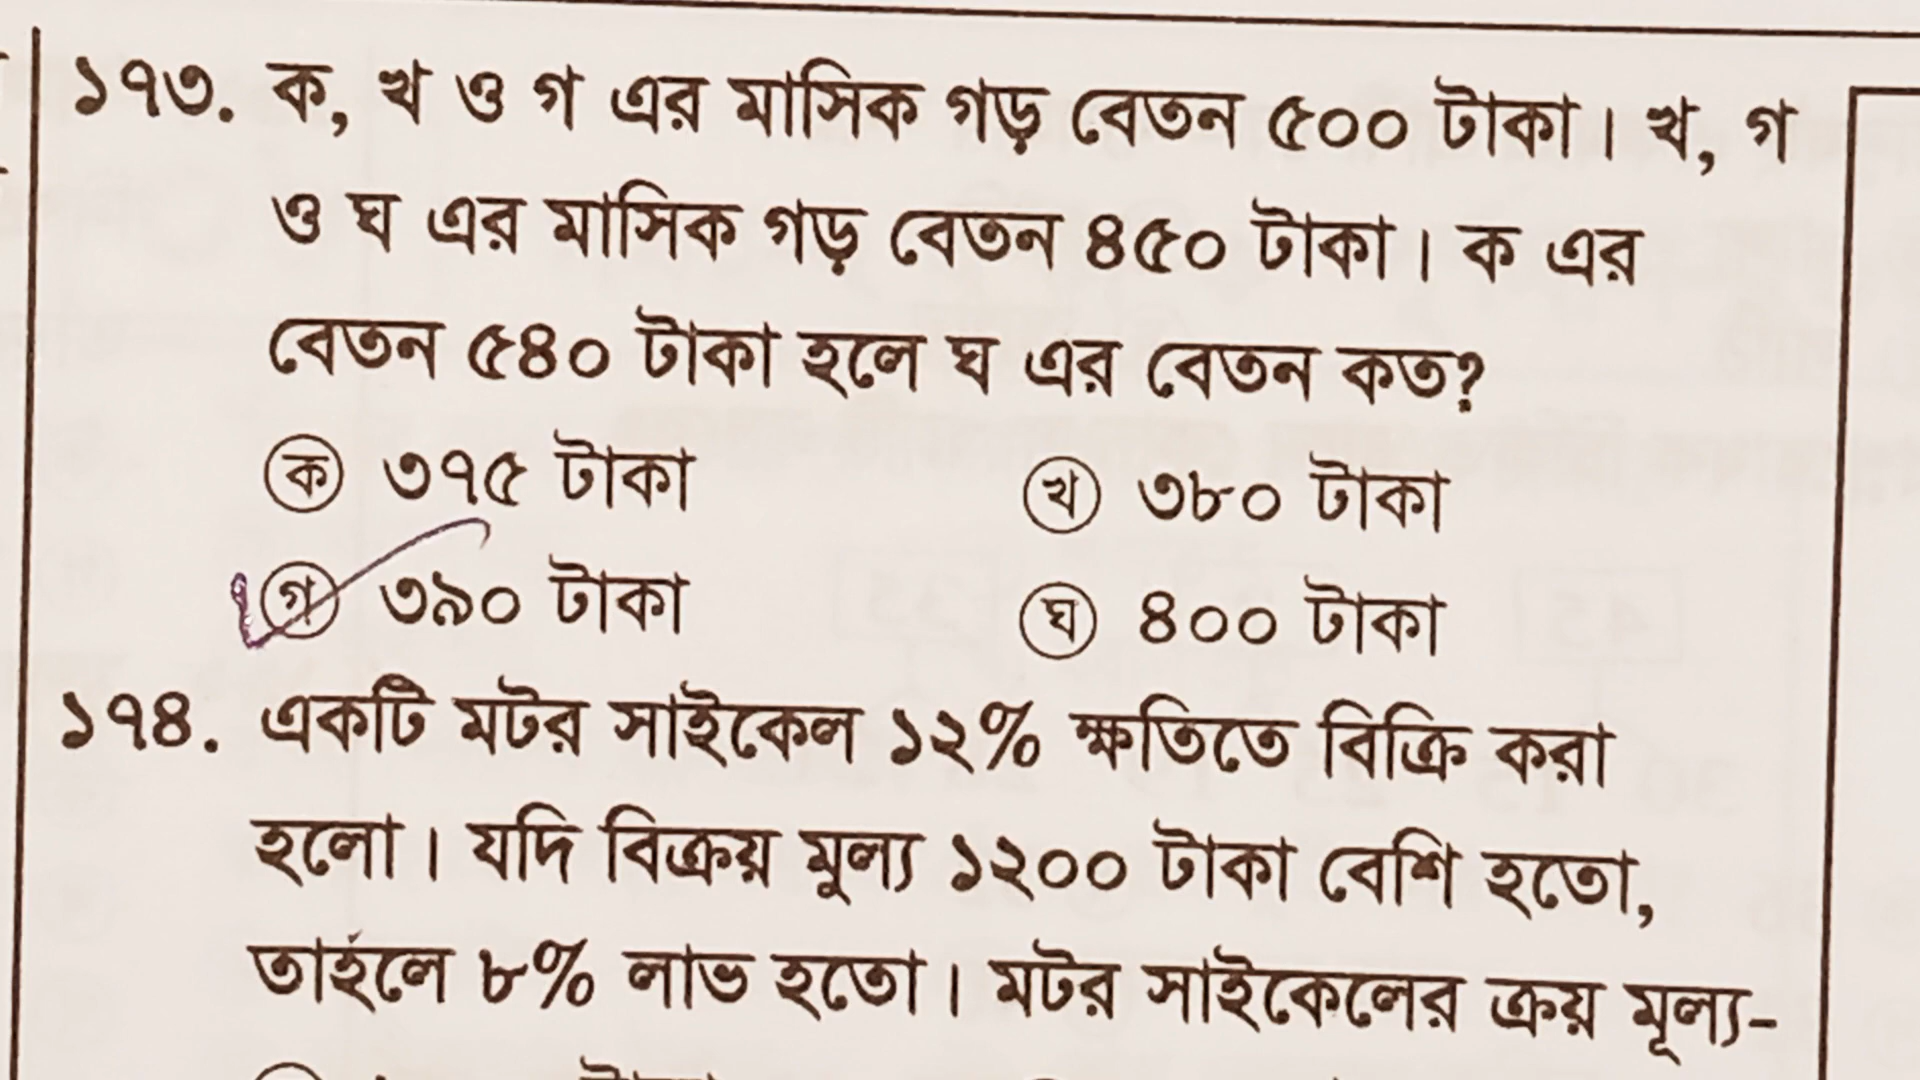 ১৭৩. ক, খ ও গ এর মাসিক গড় বেতন ৫০০ টাকা। খ, গ
ও ঘ এর মাসিক গড় বেতন ৪৫০ টাকা। ক এর
বেতন ৫৪০ টাকা হলে ঘ এর বেতন কত?
ক ৩৭৫ টাকা খ ৩৮০ টাকা
গ ৩৯০ টাকা ঘ ৪০০ টাকা
১৭৪. একটি মটর সাইকেল ১২% ক্ষতিতে বিক্রি করা
হলো। যদি বিক্রয় মুল্য ১২০০ টাকা বেশি হতো,
তাহলে ৮% লাভ হতো। মটর সাইকেলের ক্রয় মূল্য-